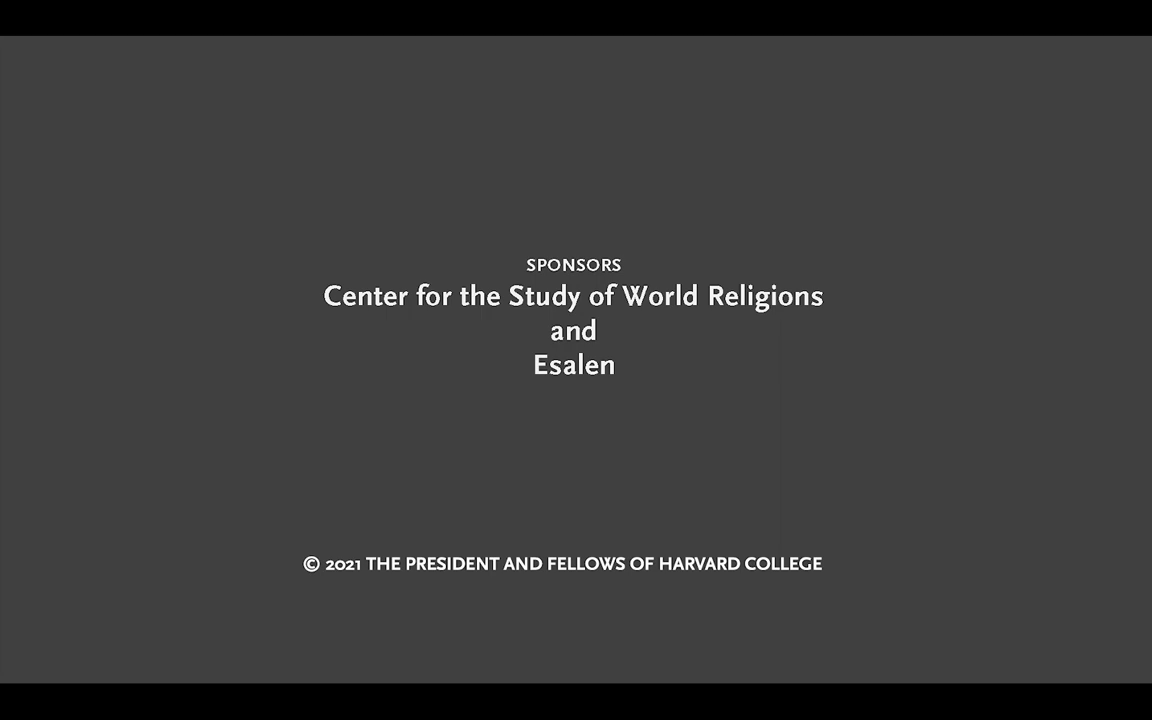 SPONSORS
Center for the Study of World Religions
and
Esalen
© 2021 THE PRESIDENT AND FELLOWS OF HARVARD COLLEGE